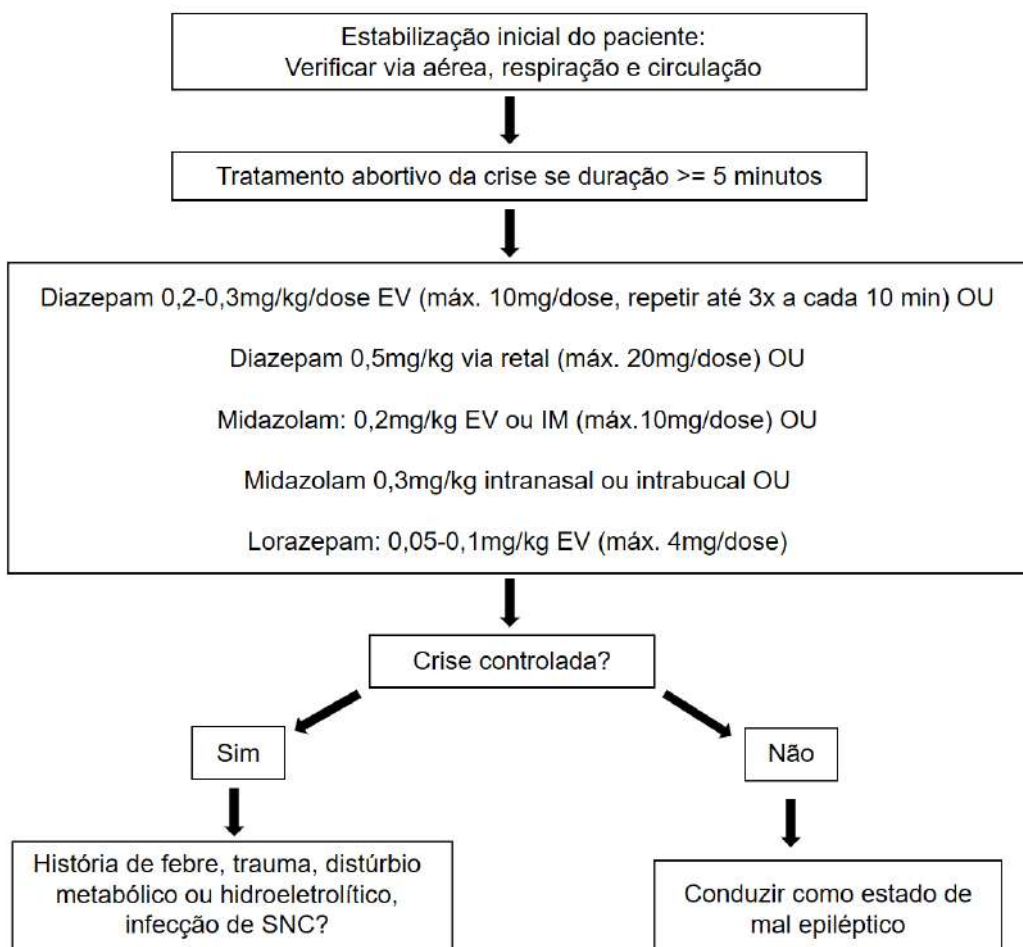 Estabilização inicial do paciente:
Verificar via aérea, respiração e circulação
Tratamento abortivo da crise se duração >= 5 minutos
Diazepam 0,2-0,3mg/kg/dose EV (máx. 10mg/dose, repetir até 3x a cada 10 min) OU
Diazepam 0,5mg/kg via retal (máx. 20mg/dose) OU
Midazolam: 0,2mg/kg EV ou IM (máx.10mg/dose) OU
Midazolam 0,3mg/kg intranasal ou intrabucal OU
Lorazepam: 0,05-0,1mg/kg EV (máx. 4mg/dose)
Crise controlada?
Sim
Não
História de febre, trauma, distúrbio
metabólico ou hidroeletrolítico,
infecção de SNC?
Conduzir como estado de
mal epiléptico